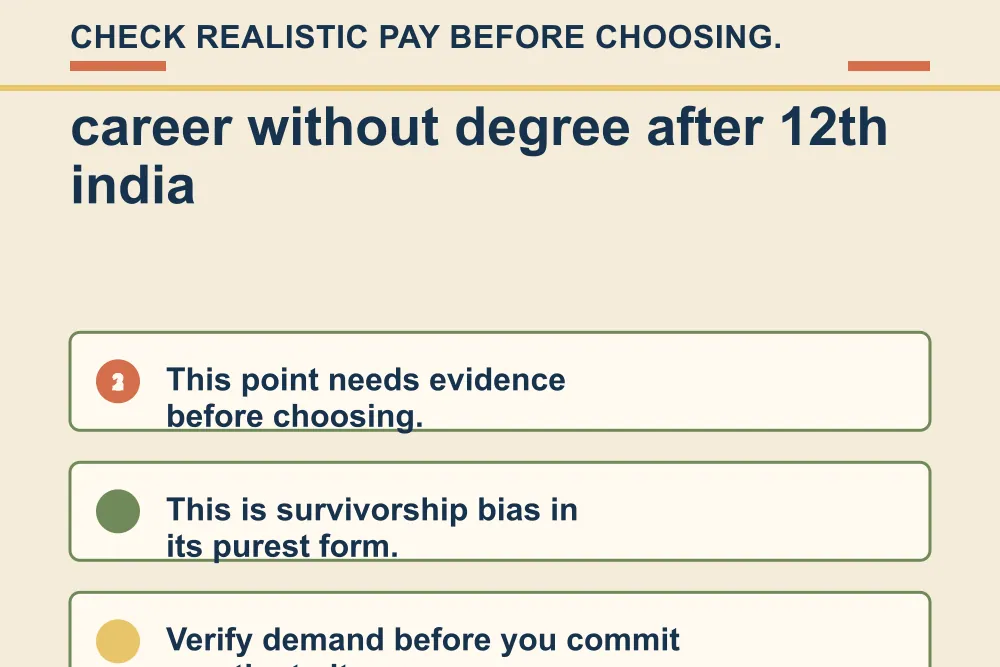 CHECK REALISTIC PAY BEFORE CHOOSING.
career without degree after 12th
india
This point needs evidence
before choosing.
This is survivorship bias in
its purest form.
Verify demand before you commit